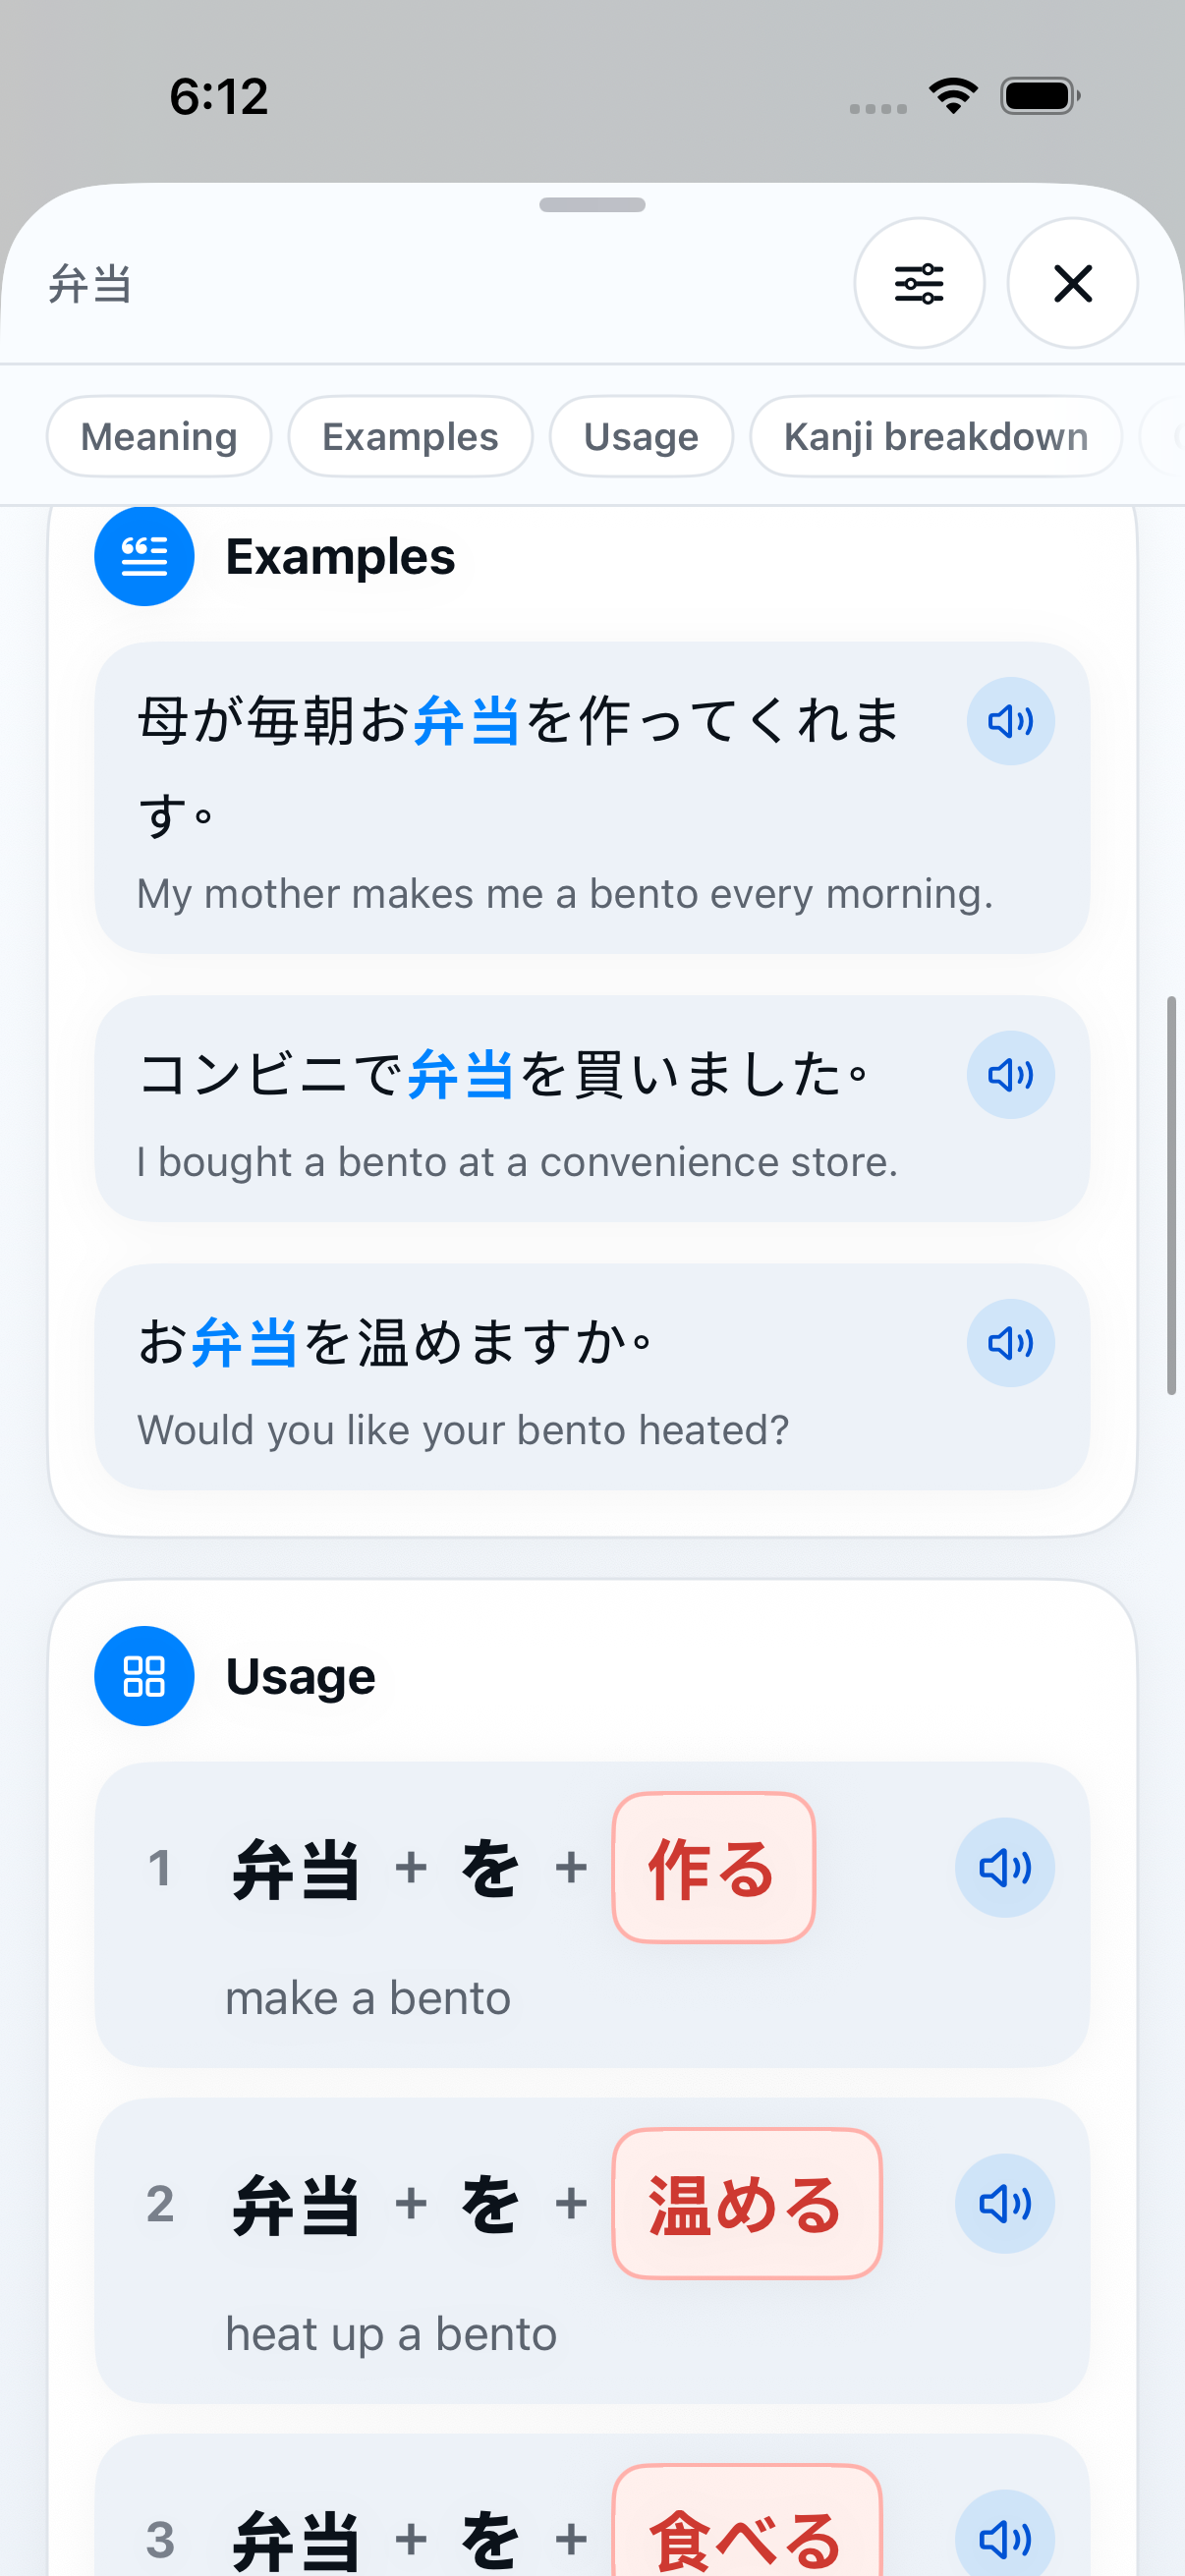 6:12
弁当
Meaning
Examples
Usage
Kanji breakdown
Examples
母が毎朝お弁当を作ってくれま
す。
My mother makes me a bento every morning.
コンビニで弁当を買いました。
I bought a bento at a convenience store.
お弁当を温めますか。
Would you like your bento heated?
Usage
1 弁当 + を + 作る
make a bento
2 弁当 + を + 温める
heat up a bento
3 弁当 + を + 食べる